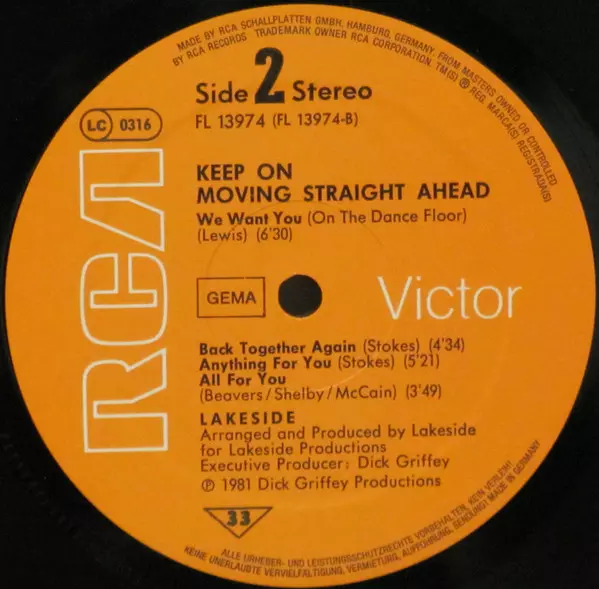 MADE BY RCA SCHALLPLATTEN GMBH, HAMBURG, GERMANY, FROM MASTERS OWNED OR CONTROLLED
BY RCA RECORDS TRADEMARK OWNER RCA CORPORATION. TM(S) ® REG. MARCA(S) REGISTRADA(S)
Side 2 Stereo
FL 13974 (FL 13974-B)
LC 0316
RCA
KEEP ON
MOVING STRAIGHT AHEAD
We Want You (On The Dance Floor)
(Lewis) (6'30)
GEMA
Victor
Back Together Again (Stokes) (4'34)
Anything For You (Stokes) (5'21)
All For You
(Beavers/Shelby/McCain) (3'49)
LAKESIDE
Arranged and Produced by Lakeside
for Lakeside Productions
Executive Producer: Dick Griffey
℗ 1981 Dick Griffey Productions
33
ALLE URHEBER- UND LEISTUNGSSCHUTZRECHTE VORBEHALTEN. KEIN VERLEIH!
KEINE UNERLAUBTE VERVIELFÄLTIGUNG, VERMIETUNG, AUFFÜHRUNG, SENDUNG! MADE IN GERMANY